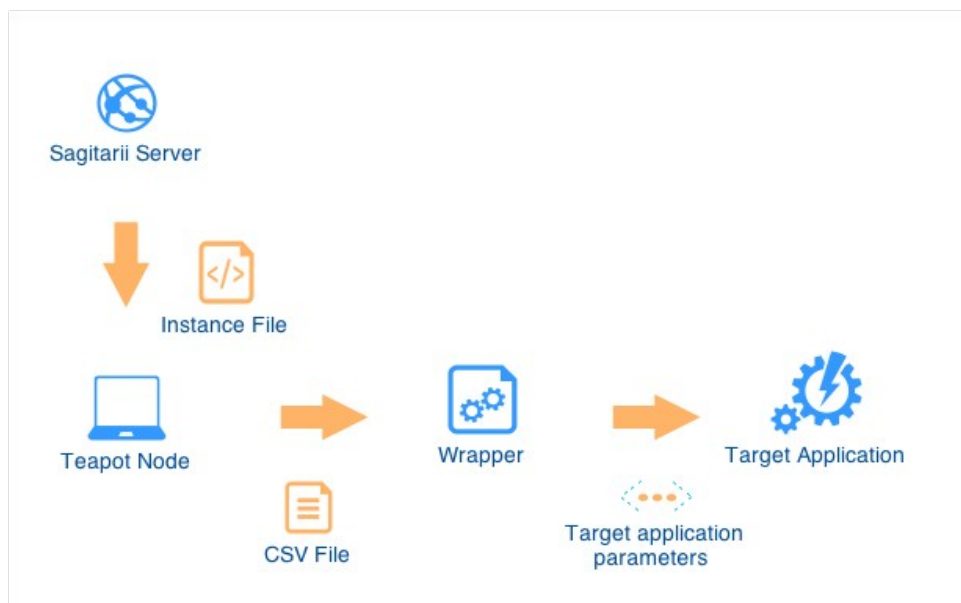 Sagitarii Server
</>
Instance File
Teapot Node
Wrapper
Target Application
CSV File
Target application
parameters